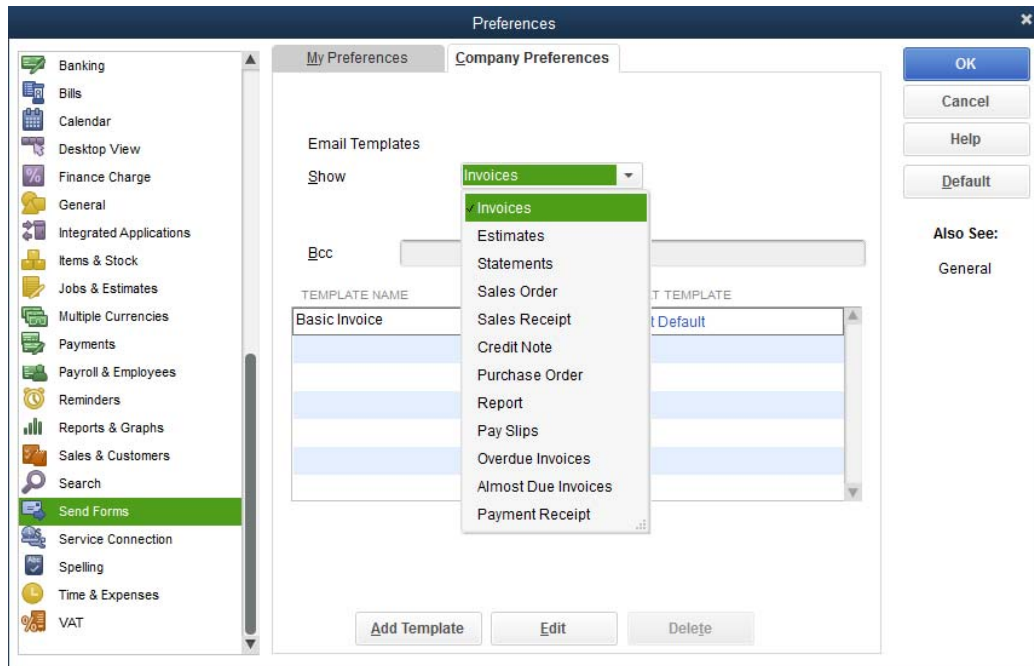 Preferences
Banking
Bills
Calendar
Desktop View
Finance Charge
General
Integrated Applications
Items & Stock
Jobs & Estimates
Multiple Currencies
Payments
Payroll & Employees
Reminders
Reports & Graphs
Sales & Customers
Search
Send Forms
Service Connection
Spelling
Time & Expenses
VAT
My Preferences
Company Preferences
Email Templates
Show
Invoices
Invoices
Estimates
Statements
Sales Order
Sales Receipt
Credit Note
Purchase Order
Report
Pay Slips
Overdue Invoices
Almost Due Invoices
Payment Receipt
Bcc
TEMPLATE NAME
TEMPLATE
Basic Invoice
Default
Add Template
Edit
Delete
OK
Cancel
Help
Default
Also See:
General